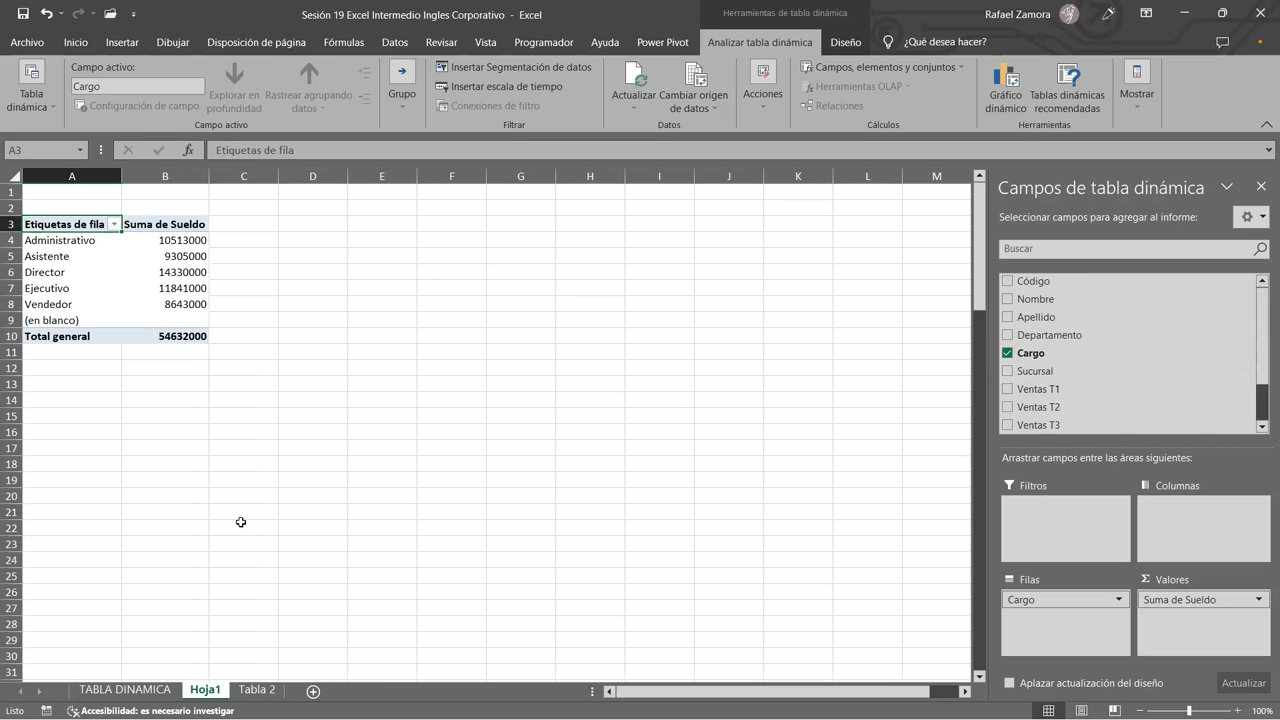 Sesión 19 Excel Intermedio Ingles Corporativo - Excel
Herramientas de tabla dinámica
Rafael Zamora
Archivo Inicio Insertar Dibujar Disposición de página Fórmulas Datos Revisar Vista Programador Ayuda Power Pivot Analizar tabla dinámica Diseño ¿Qué desea hacer?
Tabla dinámica
Campo activo:
Cargo
Configuración de campo
Explorar en profundidad
Rastrear agrupando datos
Campo activo
Grupo
Insertar Segmentación de datos
Insertar escala de tiempo
Conexiones de filtro
Filtrar
Actualizar
Cambiar origen de datos
Datos
Acciones
Campos, elementos y conjuntos
Herramientas OLAP
Relaciones
Cálculos
Gráfico dinámico
Tablas dinámicas recomendadas
Herramientas
Mostrar
A3 fx Etiquetas de fila
A B C D E F G H I J K L M
1
2
3 Etiquetas de fila Suma de Sueldo
4 Administrativo 10513000
5 Asistente 9305000
6 Director 14330000
7 Ejecutivo 11841000
8 Vendedor 8643000
9 (en blanco)
10 Total general 54632000
11
12
13
14
15
16
17
18
19
20
21
22
23
24
25
26
27
28
29
30
31
Campos de tabla dinámica
Seleccionar campos para agregar al informe:
Buscar
Código
Nombre
Apellido
Departamento
Cargo
Sucursal
Ventas T1
Ventas T2
Ventas T3
Arrastrar campos entre las áreas siguientes:
Filtros
Columnas
Filas
Σ Valores
Cargo
Suma de Sueldo
Aplazar actualización del diseño
Actualizar
TABLA DINAMICA Hoja1 Tabla 2
Listo
Accesibilidad: es necesario investigar
100%